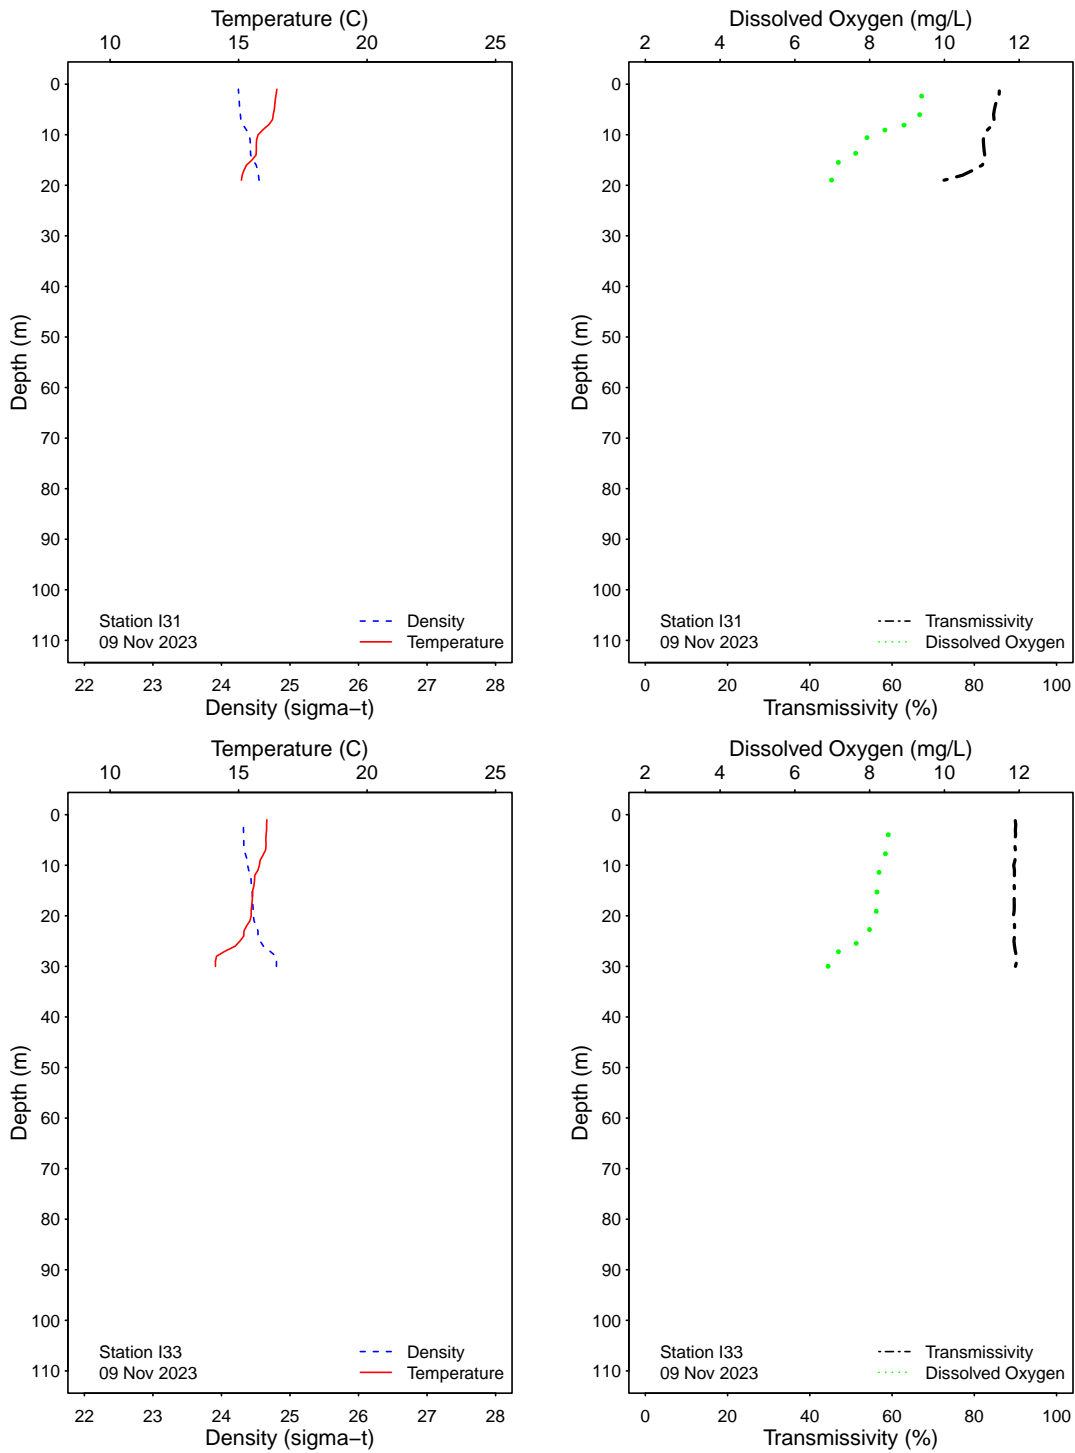 Temperature (C)
10 15 20 25
0
10
20
30
40
50
60
70
80
90
100
110
Depth (m)
Station I31
09 Nov 2023
Density
Temperature
22 23 24 25 26 27 28
Density (sigma−t)
Dissolved Oxygen (mg/L)
2 4 6 8 10 12
0
10
20
30
40
50
60
70
80
90
100
110
Depth (m)
Station I31
09 Nov 2023
Transmissivity
Dissolved Oxygen
0 20 40 60 80 100
Transmissivity (%)
Temperature (C)
10 15 20 25
0
10
20
30
40
50
60
70
80
90
100
110
Depth (m)
Station I33
09 Nov 2023
Density
Temperature
22 23 24 25 26 27 28
Density (sigma−t)
Dissolved Oxygen (mg/L)
2 4 6 8 10 12
0
10
20
30
40
50
60
70
80
90
100
110
Depth (m)
Station I33
09 Nov 2023
Transmissivity
Dissolved Oxygen
0 20 40 60 80 100
Transmissivity (%)